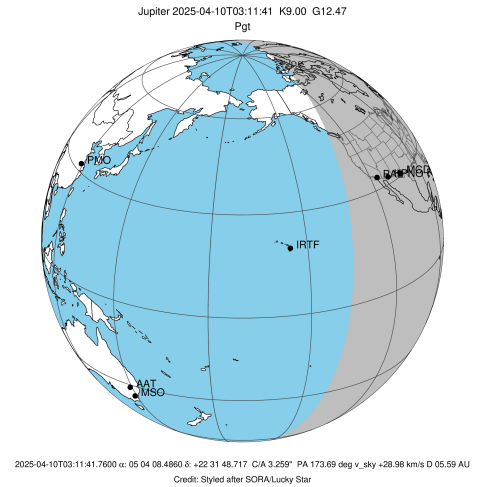 Jupiter 2025-04-10T03:11:41 K9.00 G12.47
Pgt
PMO
IRTF
AAT
MSO
2025-04-10T03:11:41.7600 α: 05 04 08.4860 δ: +22 31 48.717 C/A 3.259" PA 173.69 deg v_sky +28.98 km/s D 05.59 AU
Credit: Styled after SORA/Lucky Star